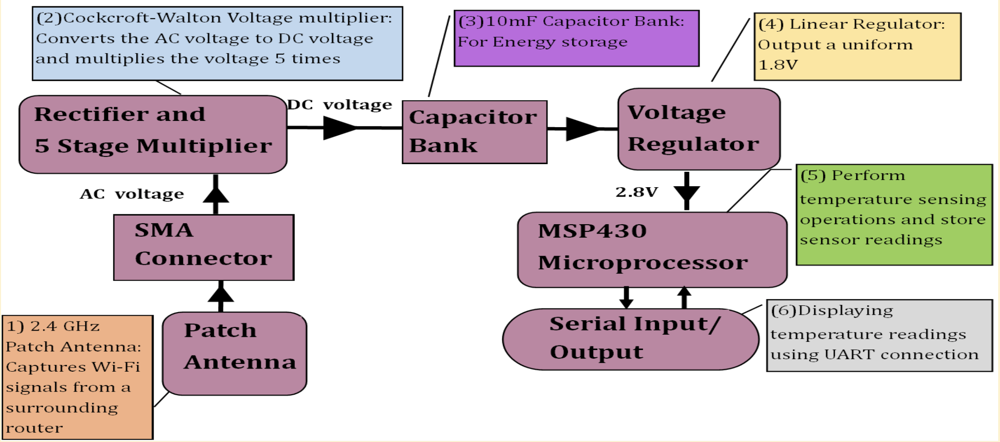 (2)Cockcroft-Walton Voltage multiplier:
Converts the AC voltage to DC voltage
and multiplies the voltage 5 times
(3)10mF Capacitor Bank:
For Energy storage
(4) Linear Regulator:
Output a uniform
1.8V
Rectifier and
5 Stage Multiplier
DC voltage
Capacitor
Bank
Voltage
Regulator
AC voltage
2.8V
(5) Perform
temperature sensing
operations and store
sensor readings
SMA
Connector
MSP430
Microprocessor
1) 2.4 GHz
Patch Antenna:
Captures Wi-Fi
signals from a
surrounding
router
Patch
Antenna
Serial Input/
Output
(6)Displaying
temperature readings
using UART connection